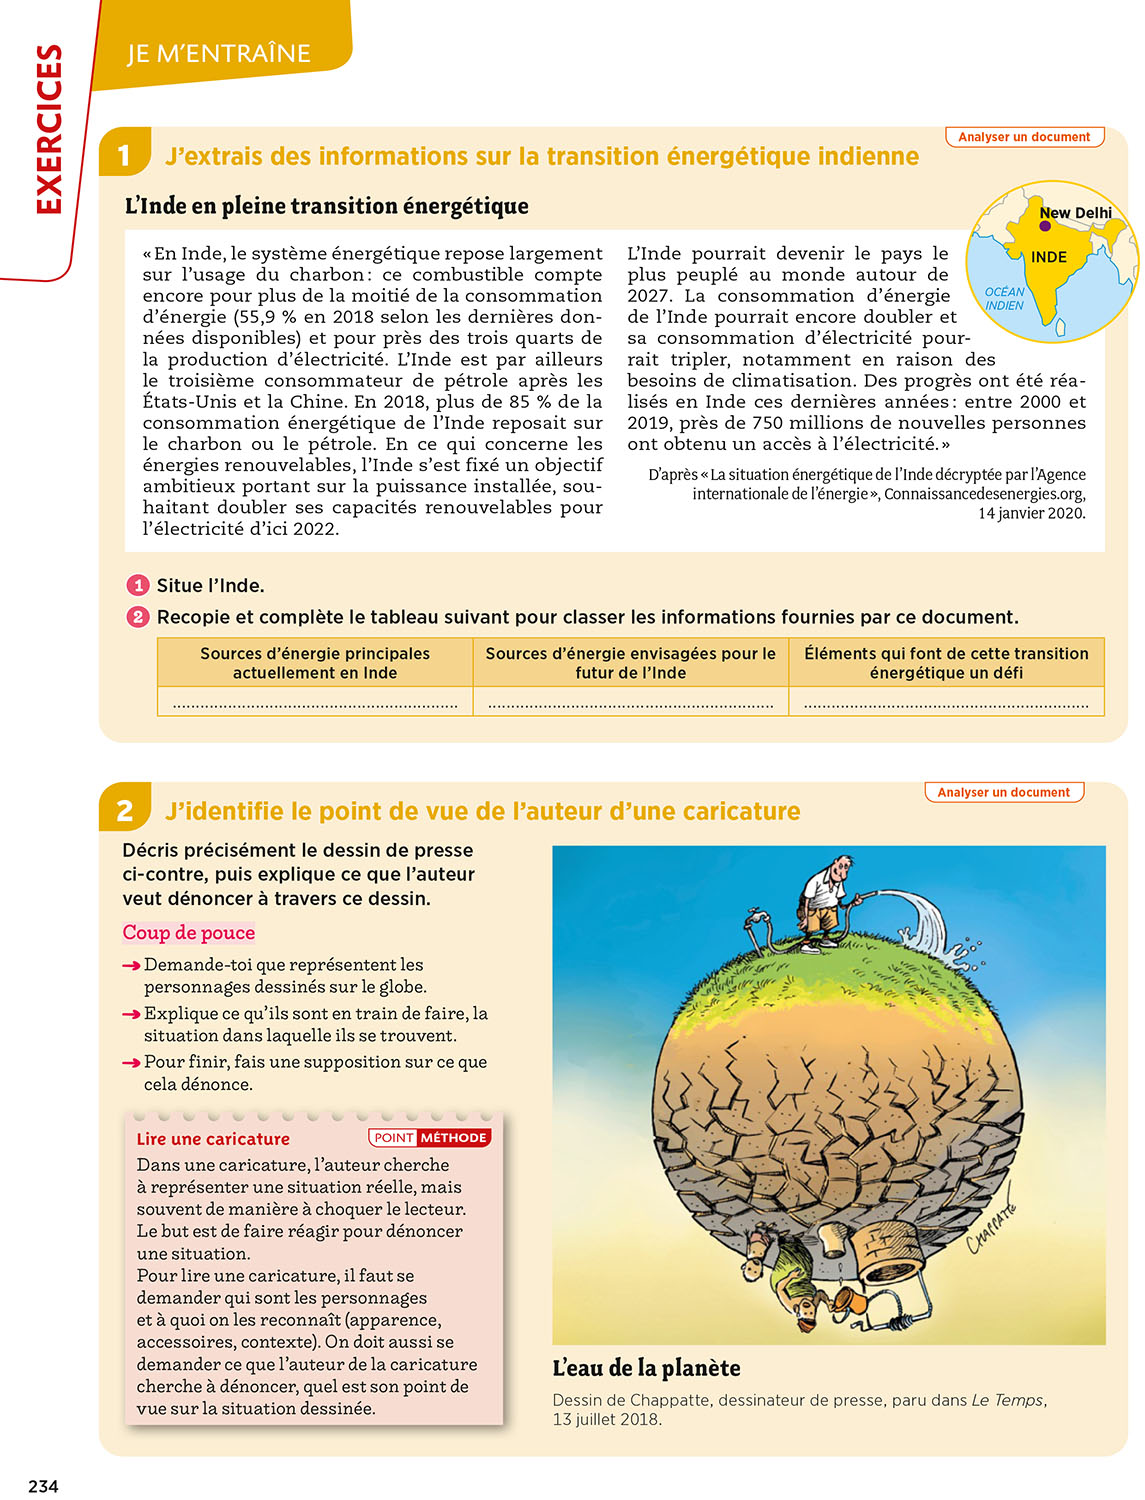 EXERCICES
JE M'ENTRAÎNE
Analyser un document
1
J'extrais des informations sur la transition énergétique indienne
L'Inde en pleine transition énergétique
« En Inde, le système énergétique repose largement
sur l'usage du charbon : ce combustible compte
encore pour plus de la moitié de la consommation
d'énergie (55,9 % en 2018 selon les dernières don-
nées disponibles) et pour près des trois quarts de
la production d'électricité. L'Inde est par ailleurs
le troisième consommateur de pétrole après les
États-Unis et la Chine. En 2018, plus de 85 % de la
consommation énergétique de l'Inde reposait sur
le charbon ou le pétrole. En ce qui concerne les
énergies renouvelables, l'Inde s'est fixé un objectif
ambitieux portant sur la puissance installée, sou-
haitant doubler ses capacités renouvelables pour
l'électricité d'ici 2022.
L'Inde pourrait devenir le pays le
plus peuplé au monde autour de
2027. La consommation d'énergie
de l'Inde pourrait encore doubler et
sa consommation d'électricité pour-
rait tripler, notamment en raison des
besoins de climatisation. Des progrès ont été réa-
lisés en Inde ces dernières années : entre 2000 et
2019, près de 750 millions de nouvelles personnes
ont obtenu un accès à l'électricité. »
D'après « La situation énergétique de l'Inde décryptée par l'Agence
internationale de l'énergie », Connaissancedesenergies.org,
14 janvier 2020.
New Delhi
INDE
OCÉAN
INDIEN
1 Situe l'Inde.
2 Recopie et complète le tableau suivant pour classer les informations fournies par ce document.
Sources d'énergie principales
actuellement en Inde
Sources d'énergie envisagées pour le
futur de l'Inde
Éléments qui font de cette transition
énergétique un défi
Analyser un document
2
J'identifie le point de vue de l'auteur d'une caricature
Décris précisément le dessin de presse
ci-contre, puis explique ce que l'auteur
veut dénoncer à travers ce dessin.
Coup de pouce
Demande-toi que représentent les
personnages dessinés sur le globe.
Explique ce qu'ils sont en train de faire, la
situation dans laquelle ils se trouvent.
Pour finir, fais une supposition sur ce que
cela dénonce.
Lire une caricature
POINT MÉTHODE
Dans une caricature, l'auteur cherche
à représenter une situation réelle, mais
souvent de manière à choquer le lecteur.
Le but est de faire réagir pour dénoncer
une situation.
Pour lire une caricature, il faut se
demander qui sont les personnages
et à quoi on les reconnaît (apparence,
accessoires, contexte). On doit aussi se
demander ce que l'auteur de la caricature
cherche à dénoncer, quel est son point de
vue sur la situation dessinée.
CHAPPATTE
L'eau de la planète
Dessin de Chappatte, dessinateur de presse, paru dans Le Temps,
13 juillet 2018.
234